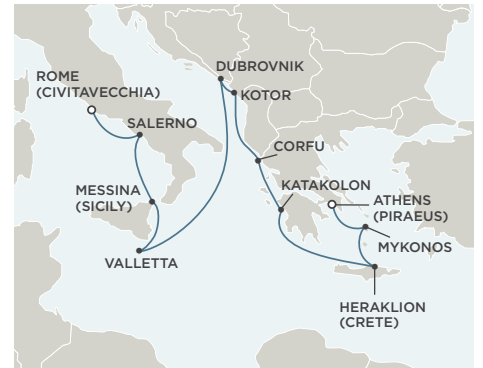 DUBROVNIK
ROME
(CIVITAVECCHIA)
KOTOR
SALERNO
CORFU
KATAKOLON
MESSINA
(SICILY)
ATHENS
(PIRAEUS)
MYKONOS
VALLETTA
HERAKLION
(CRETE)